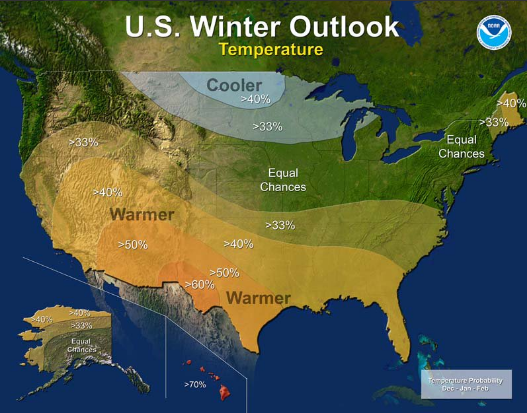 U.S. Winter Outlook
Temperature
NOAA
Cooler
>40%
>33%
>40%
>33%
Equal
Chances
>33%
Equal
Chances
>40%
Warmer
>33%
>50%
>40%
>50%
>60%
Warmer
>40%
>40%
>33%
Equal
Chances
>70%
Temperature Probability
Dec - Jan - Feb